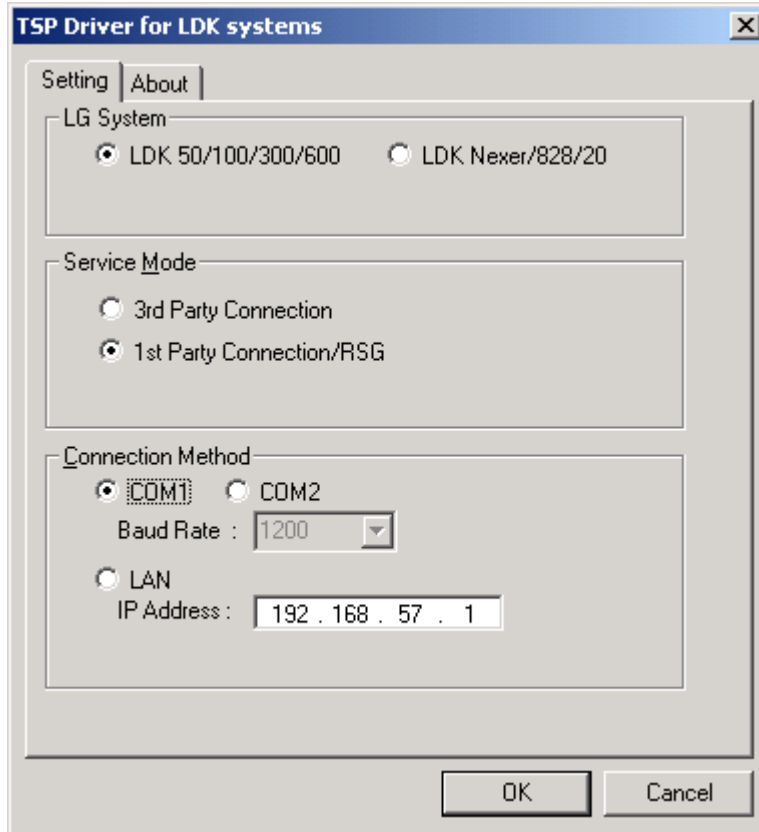 TSP Driver for LDK systems
Setting About
LG System
LDK 50/100/300/600 LDK Nexer/828/20
Service Mode
3rd Party Connection
1st Party Connection/RSG
Connection Method
COM1 COM2
Baud Rate : 1200
LAN
IP Address : 192 . 168 . 57 . 1
OK Cancel